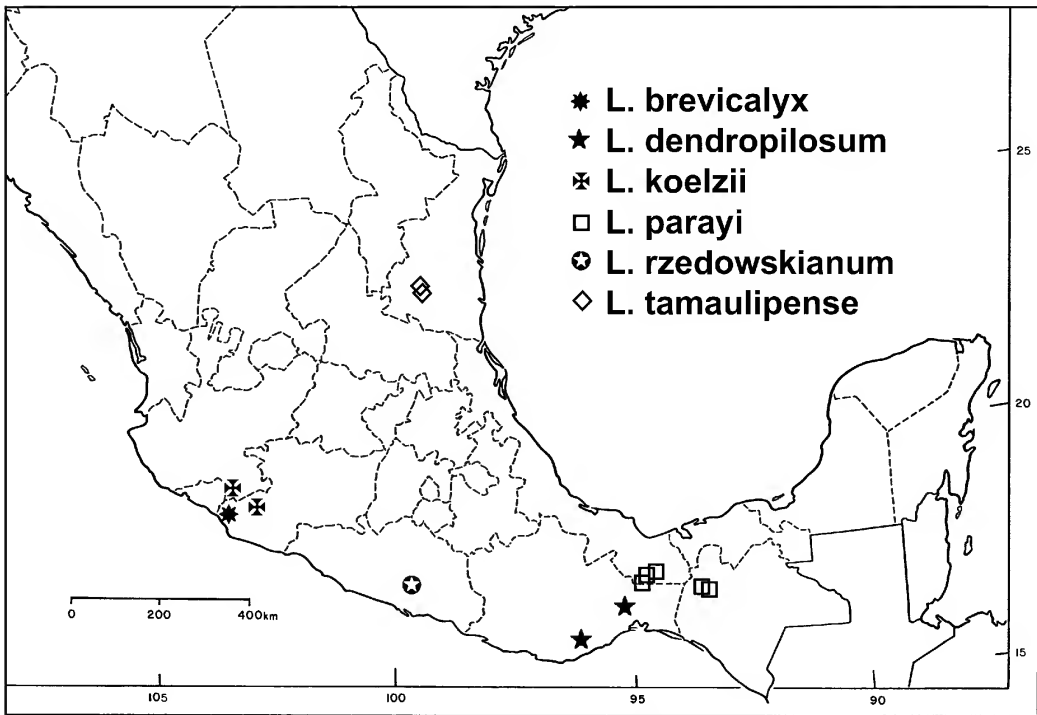 L. brevicalyx
L. dendropilosum
L. koelzii
L. parayi
L. rzedowskianum
L. tamaulipense
25
20
15
0 200 400km
105 100 95 90